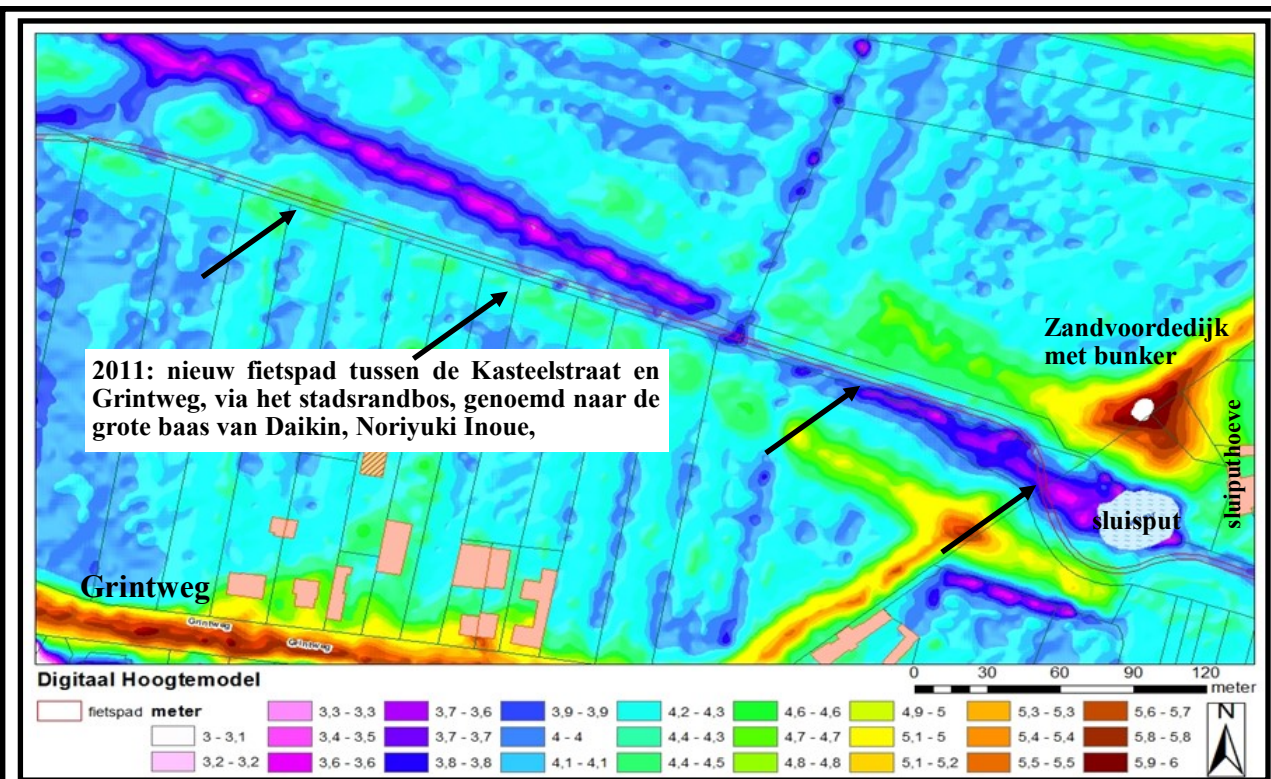 Zandvoordedijk
met bunker
2011: nieuw fietspad tussen de Kasteelstraat en
Grintweg, via het stadsrandbos, genoemd naar de
grote baas van Daikin, Noriyuki Inoue,
sluiputhoeve
sluisput
Grintweg
Grintweg
Grintweg
Digitaal Hoogtemodel
0 30 60 90 120
meter
fietspad meter 3,3 - 3,3 3,7 - 3,6 3,9 - 3,9 4,2 - 4,3 4,6 - 4,6 4,9 - 5 5,3 - 5,3 5,6 - 5,7 N
3 - 3,1 3,4 - 3,5 3,7 - 3,7 4 - 4 4,4 - 4,3 4,7 - 4,7 5,1 - 5 5,4 - 5,4 5,8 - 5,8
3,2 - 3,2 3,6 - 3,6 3,8 - 3,8 4,1 - 4,1 4,4 - 4,5 4,8 - 4,8 5,1 - 5,2 5,5 - 5,5 5,9 - 6